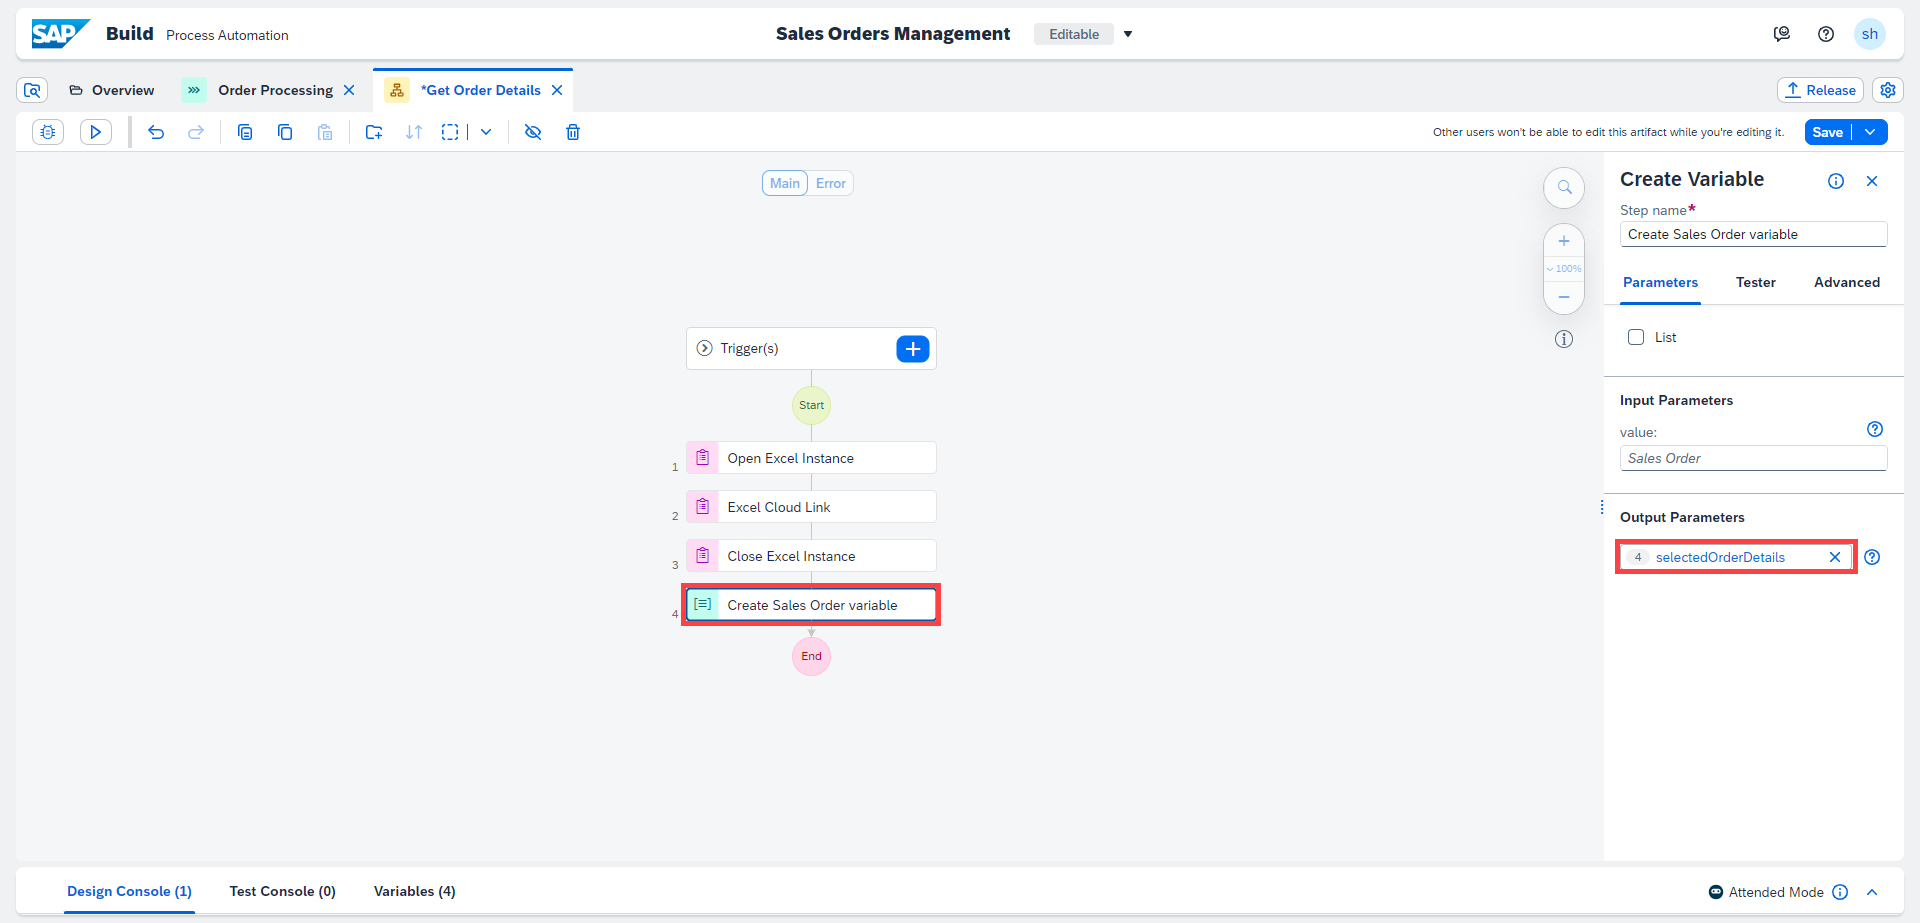 SAP Build Process Automation
Sales Orders Management Editable
sh
Overview
Order Processing
*Get Order Details
Release
Other users won't be able to edit this artifact while you're editing it.
Save
Main Error
100%
Trigger(s)
Start
1 Open Excel Instance
2 Excel Cloud Link
3 Close Excel Instance
4 Create Sales Order variable
End
Create Variable
Step name*
Create Sales Order variable
Parameters Tester Advanced
List
Input Parameters
value:
Sales Order
Output Parameters
4 selectedOrderDetails
Design Console (1) Test Console (0) Variables (4)
Attended Mode